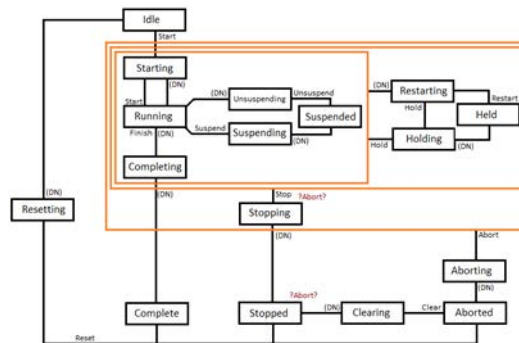 Idle
Start
Starting
(DN)
Start
(DN)
Unsuspending
Unsuspend
Running
Suspended
Finish
(DN)
Suspend
Suspending
(DN)
Completing
(DN)
(DN)
Restarting
Restart
Hold
Held
Hold
Holding
(DN)
Stop
?Abort?
Stopping
(DN)
(DN)
Resetting
Abort
Aborting
(DN)
?Abort?
Complete
Stopped
(DN)
Clearing
Clear
Aborted
Reset